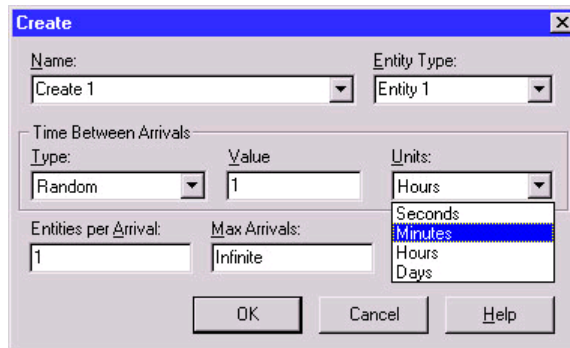 Create
Name: Entity Type:
Create 1 Entity 1
Time Between Arrivals
Type: Value Units:
Random 1 Hours
Seconds
Minutes
Hours
Days
Entities per Arrival: Max Arrivals:
1 Infinite
OK Cancel Help